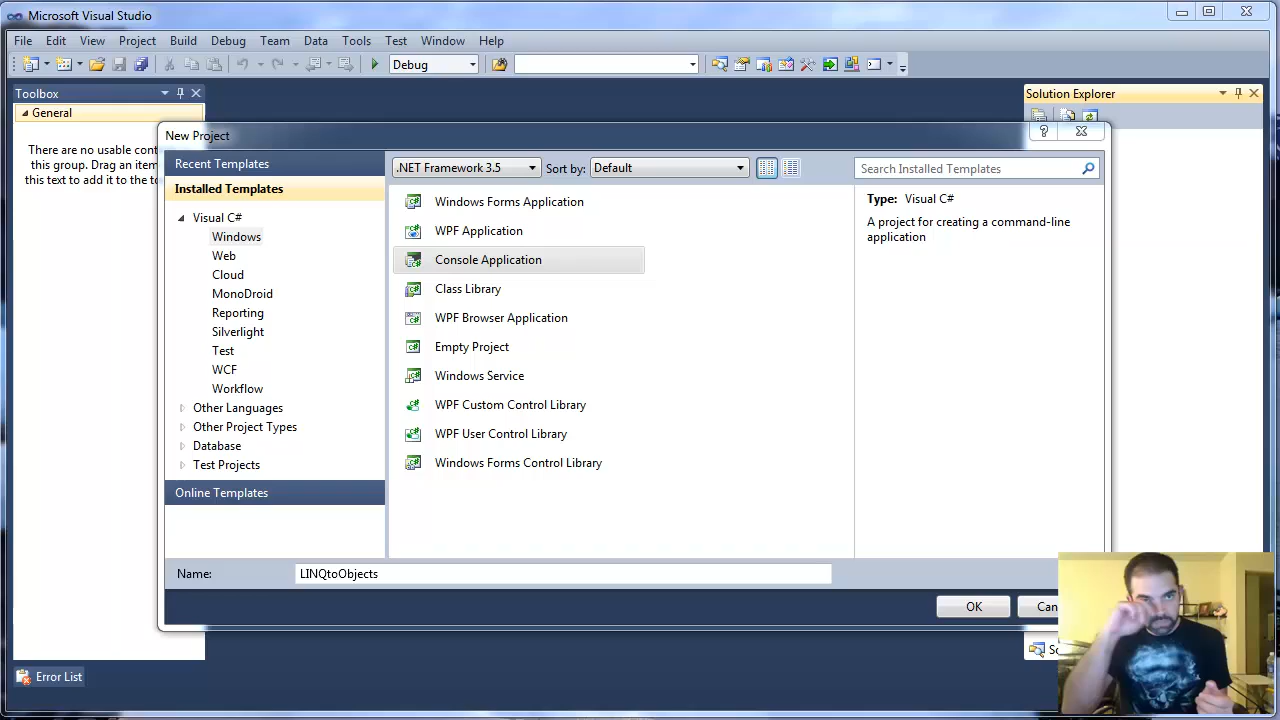 Microsoft Visual Studio
File Edit View Project Build Debug Team Data Tools Test Window Help
Debug
Toolbox
Solution Explorer
General
There are no usable cont
this group. Drag an item
this text to add it to the to
New Project
Recent Templates
.NET Framework 3.5
Sort by:
Default
Search Installed Templates
Installed Templates
Visual C#
Windows
Web
Cloud
MonoDroid
Reporting
Silverlight
Test
WCF
Workflow
Other Languages
Other Project Types
Database
Test Projects
Online Templates
Windows Forms Application
WPF Application
Console Application
Class Library
WPF Browser Application
Empty Project
Windows Service
WPF Custom Control Library
WPF User Control Library
Windows Forms Control Library
Type: Visual C#
A project for creating a command-line
application
Name:
LINQtoObjects
OK
Can
So
Error List